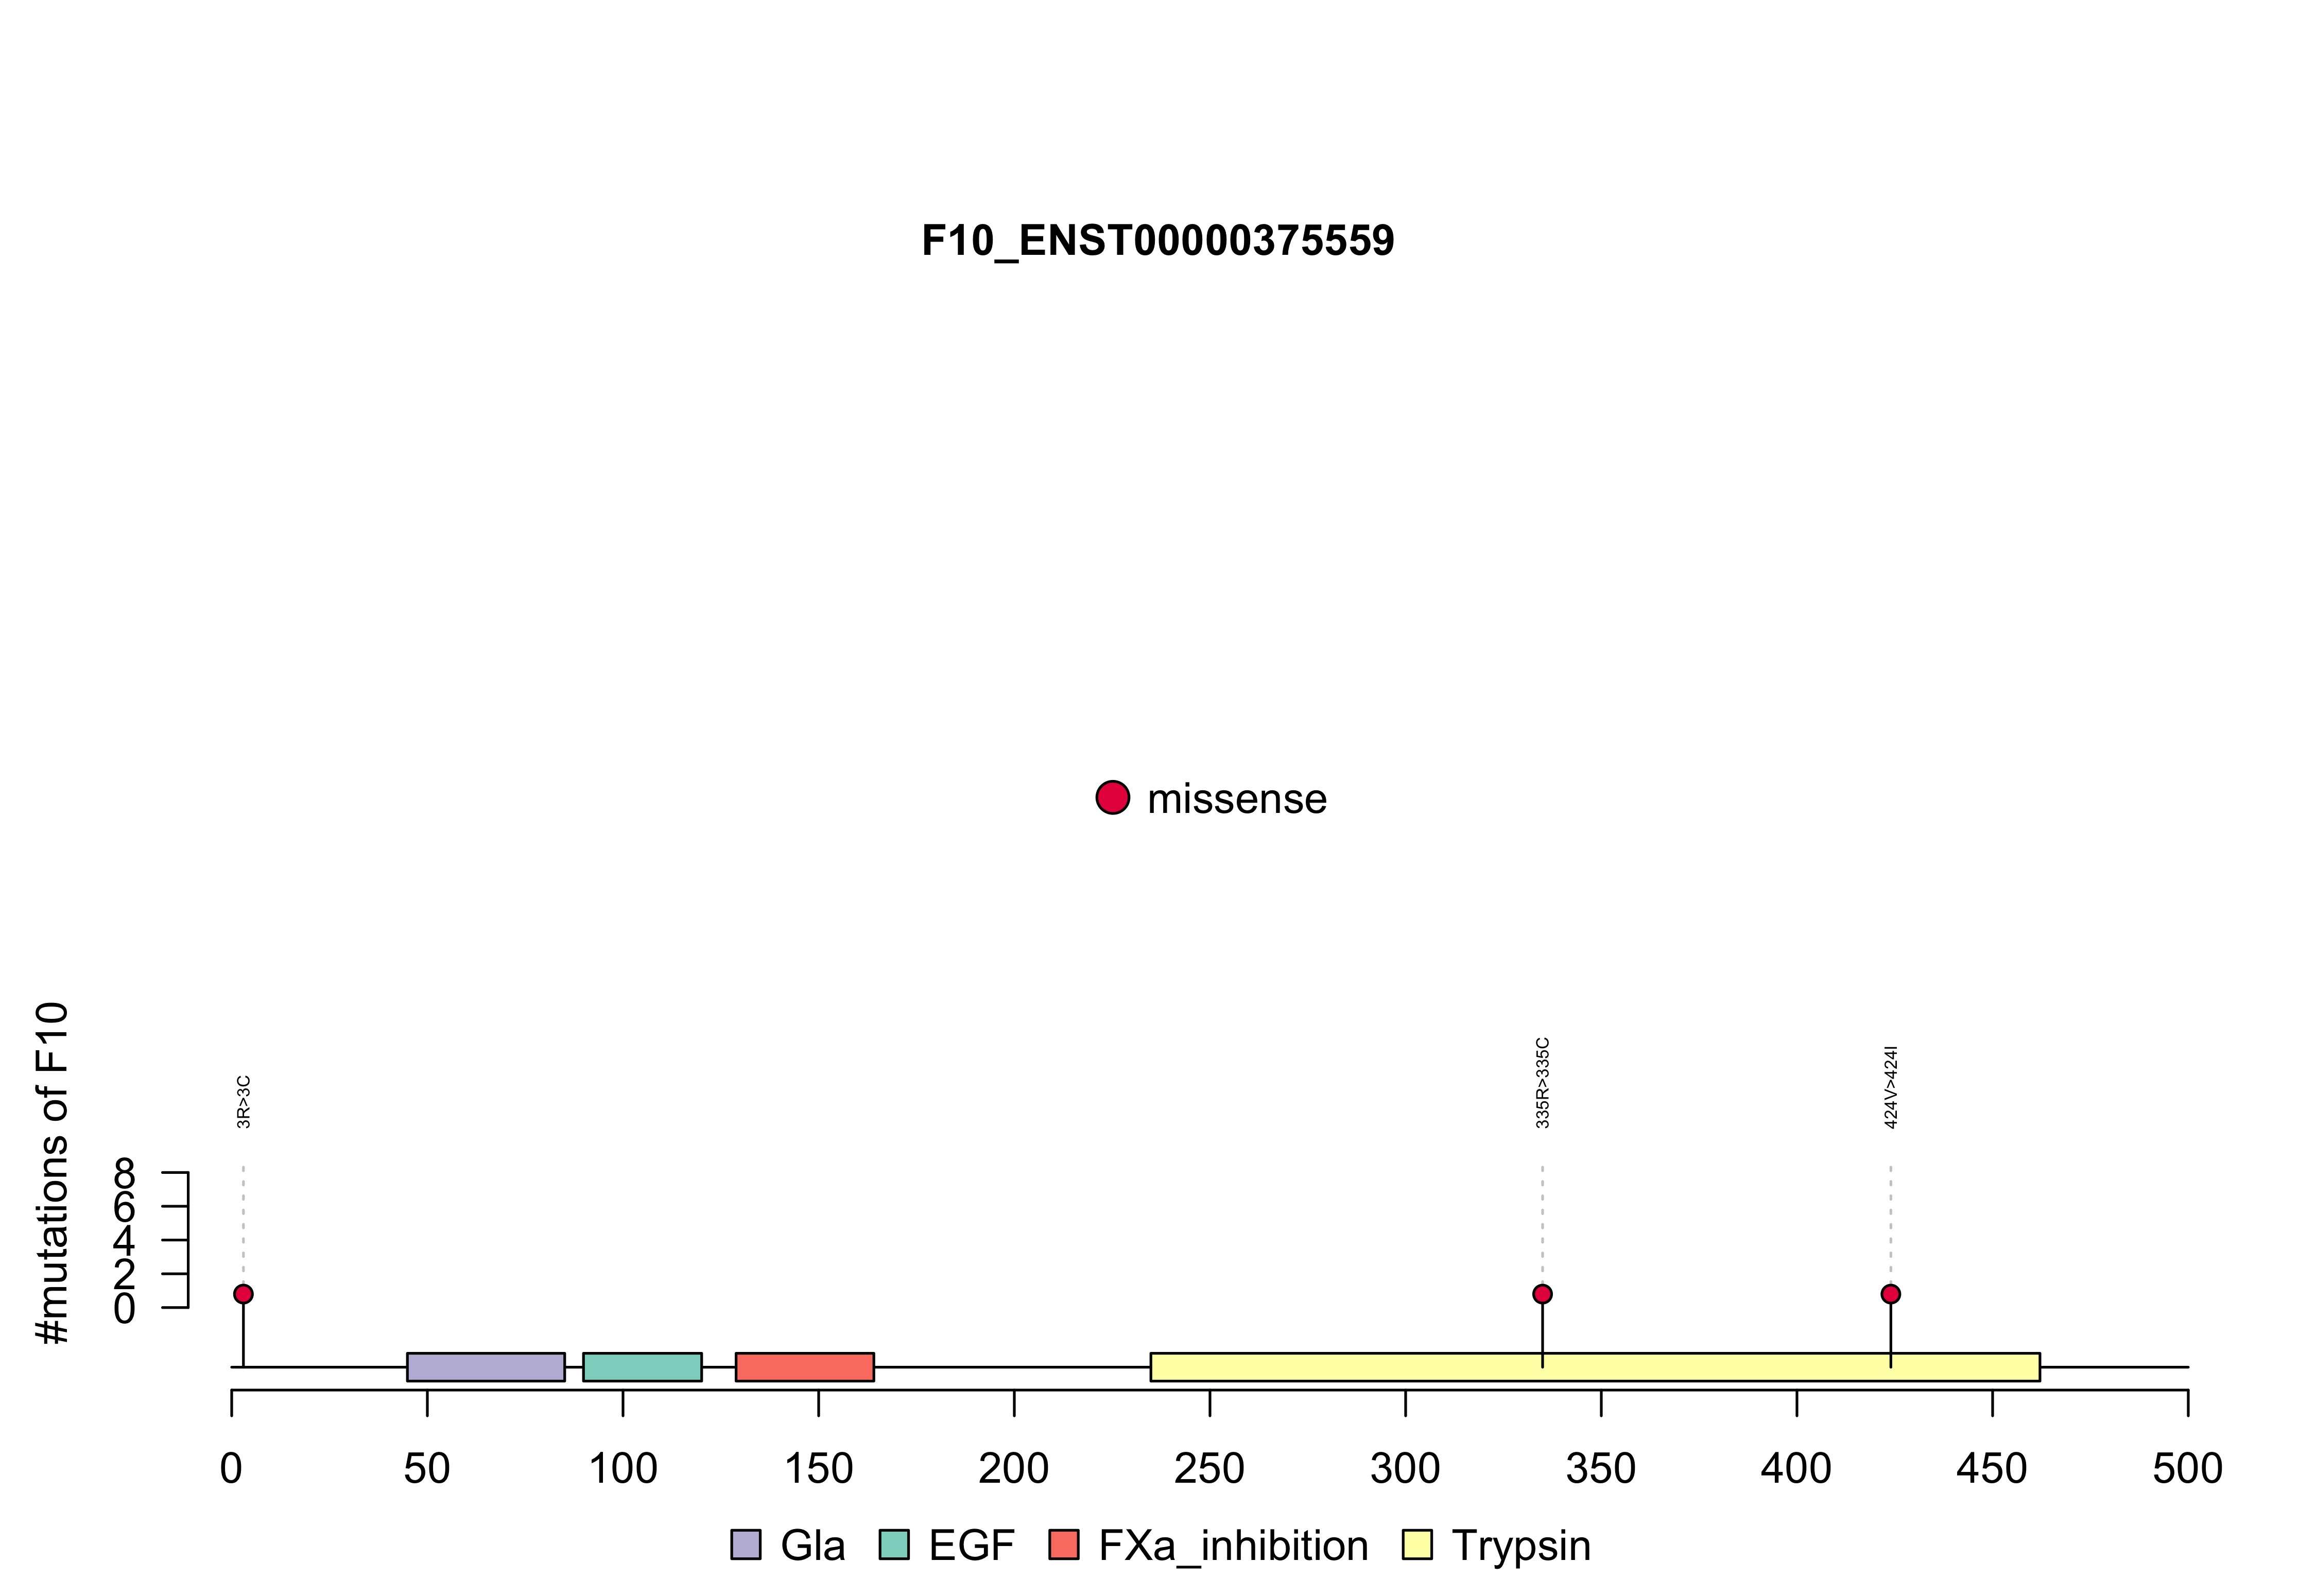 F10_ENST00000375559
missense
#mutations of F10
3R>3C
335R>335C
424V>424I
8
6
4
2
0
0 50 100 150 200 250 300 350 400 450 500
Gla EGF FXa_inhibition Trypsin